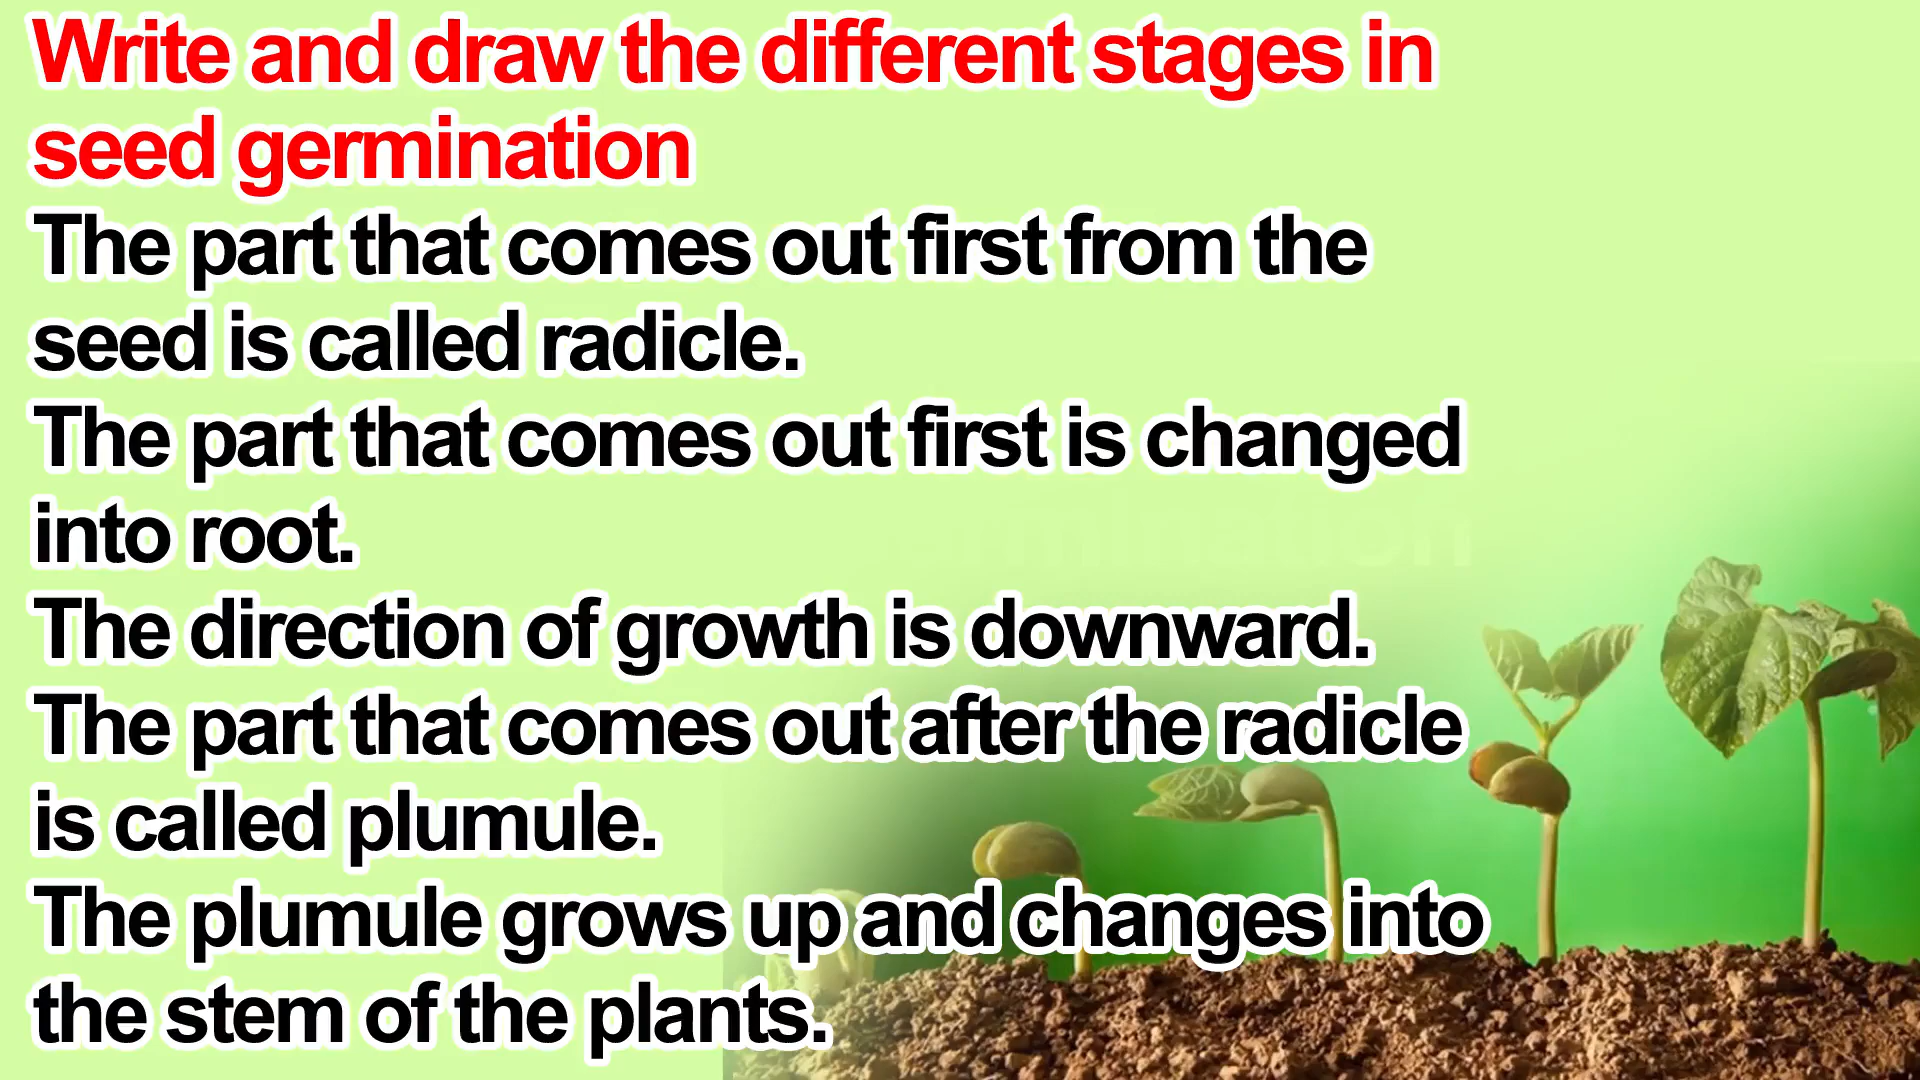 Write and draw the different stages in
seed germination
The part that comes out first from the
seed is called radicle.
The part that comes out first is changed
into root.
The direction of growth is downward.
The part that comes out after the radicle
is called plumule.
The plumule grows up and changes into
the stem of the plants.